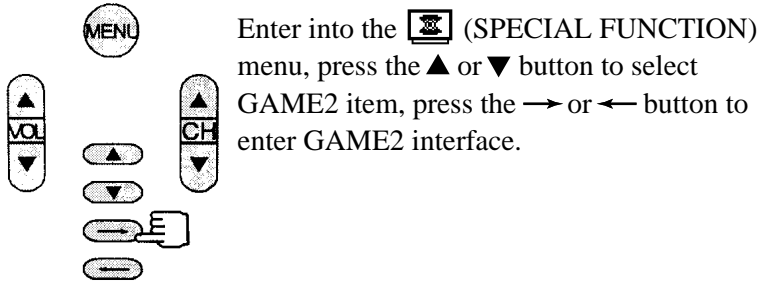 MENU
VOL
CH
Enter into the (SPECIAL FUNCTION)
menu, press the ▲ or ▼ button to select
GAME2 item, press the → or ← button to
enter GAME2 interface.